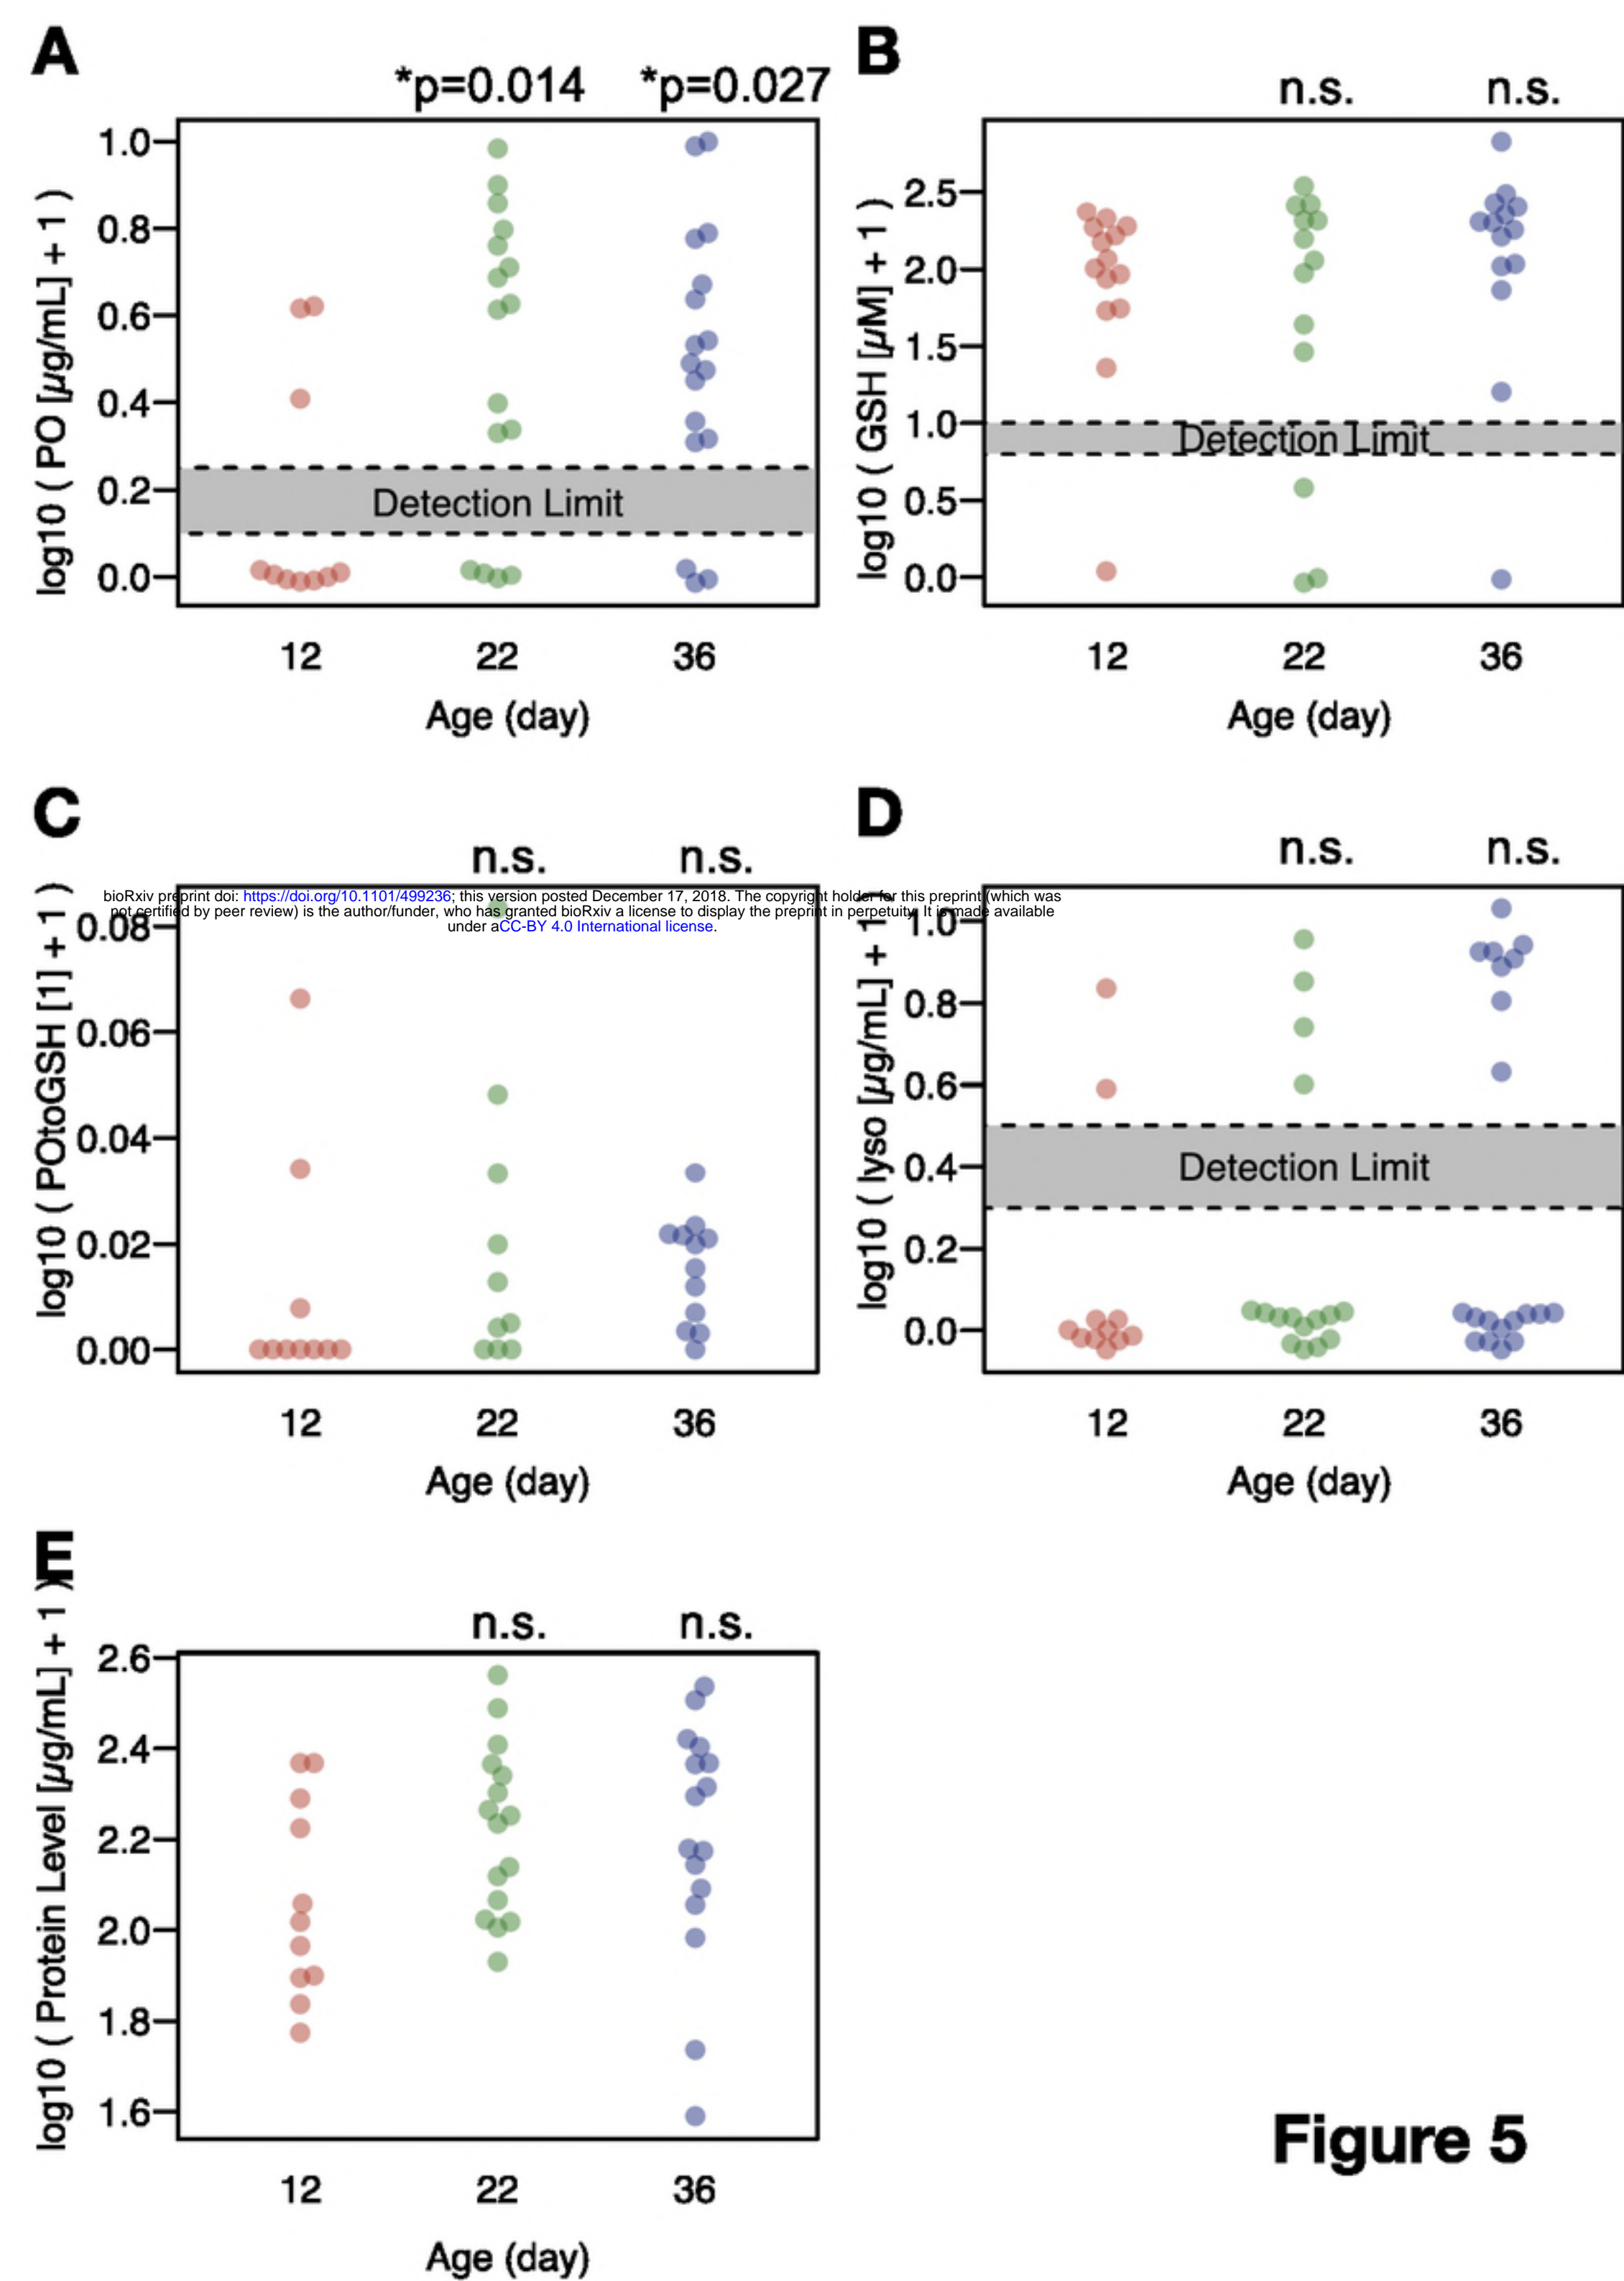 A
*p=0.014
*p=0.027
log10 ( PO [µg/mL] + 1 )
1.0
0.8
0.6
0.4
0.2
0.0
Detection Limit
12
22
36
Age (day)
B
n.s.
n.s.
log10 ( GSH [µM] + 1 )
2.5
2.0
1.5
1.0
0.5
0.0
Detection Limit
12
22
36
Age (day)
C
n.s.
n.s.
bioRxiv preprint doi: https://doi.org/10.1101/499236; this version posted December 17, 2018. The copyright holder for this preprint (which was
not certified by peer review) is the author/funder, who has granted bioRxiv a license to display the preprint in perpetuity. It is made available
under aCC-BY 4.0 International license.
log10 ( POtoGSH [1] + 1 )
0.08
0.06
0.04
0.02
0.00
12
22
36
Age (day)
D
n.s.
n.s.
log10 ( lyso [µg/mL] + 1 )
1.0
0.8
0.6
0.4
0.2
0.0
Detection Limit
12
22
36
Age (day)
E
n.s.
n.s.
log10 ( Protein Level [µg/mL] + 1 )
2.6
2.4
2.2
2.0
1.8
1.6
12
22
36
Age (day)
Figure 5